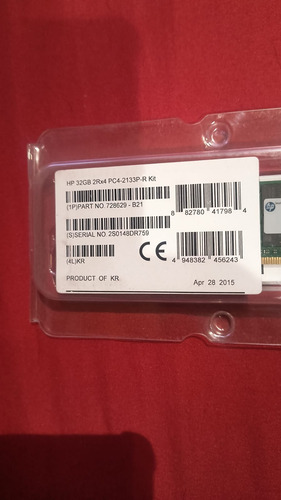 HP 32GB 2Rx4 PC4-2133P-R Kit
(1P)PART NO.728629 - B21
8 82780 41798 4
(S)SERIAL NO. 2S0148DR759
(4L)KR
CE
4 948382 456243
PRODUCT OF KR
Apr 28 2015
hp